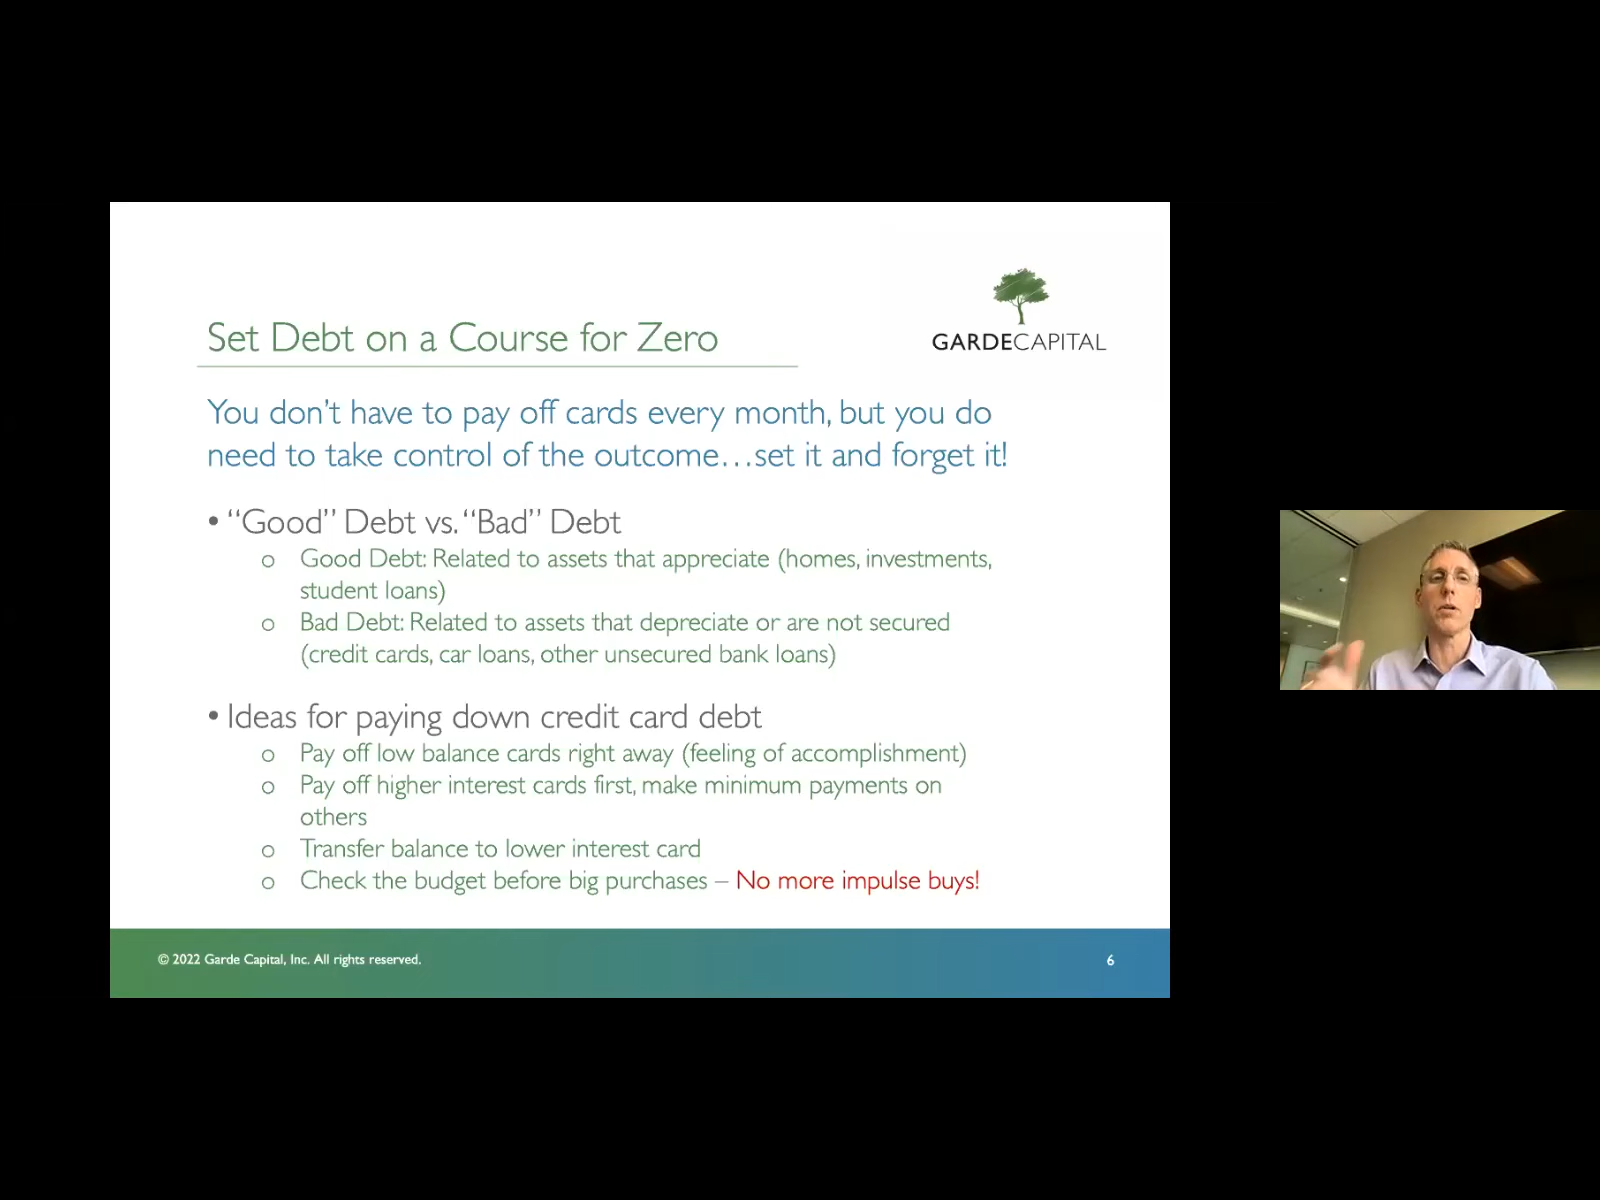 GARDECAPITAL
Set Debt on a Course for Zero
You don’t have to pay off cards every month, but you do
need to take control of the outcome…set it and forget it!
• “Good” Debt vs. “Bad” Debt
o Good Debt: Related to assets that appreciate (homes, investments,
student loans)
o Bad Debt: Related to assets that depreciate or are not secured
(credit cards, car loans, other unsecured bank loans)
• Ideas for paying down credit card debt
o Pay off low balance cards right away (feeling of accomplishment)
o Pay off higher interest cards first, make minimum payments on
others
o Transfer balance to lower interest card
o Check the budget before big purchases – No more impulse buys!
© 2022 Garde Capital, Inc. All rights reserved.
6